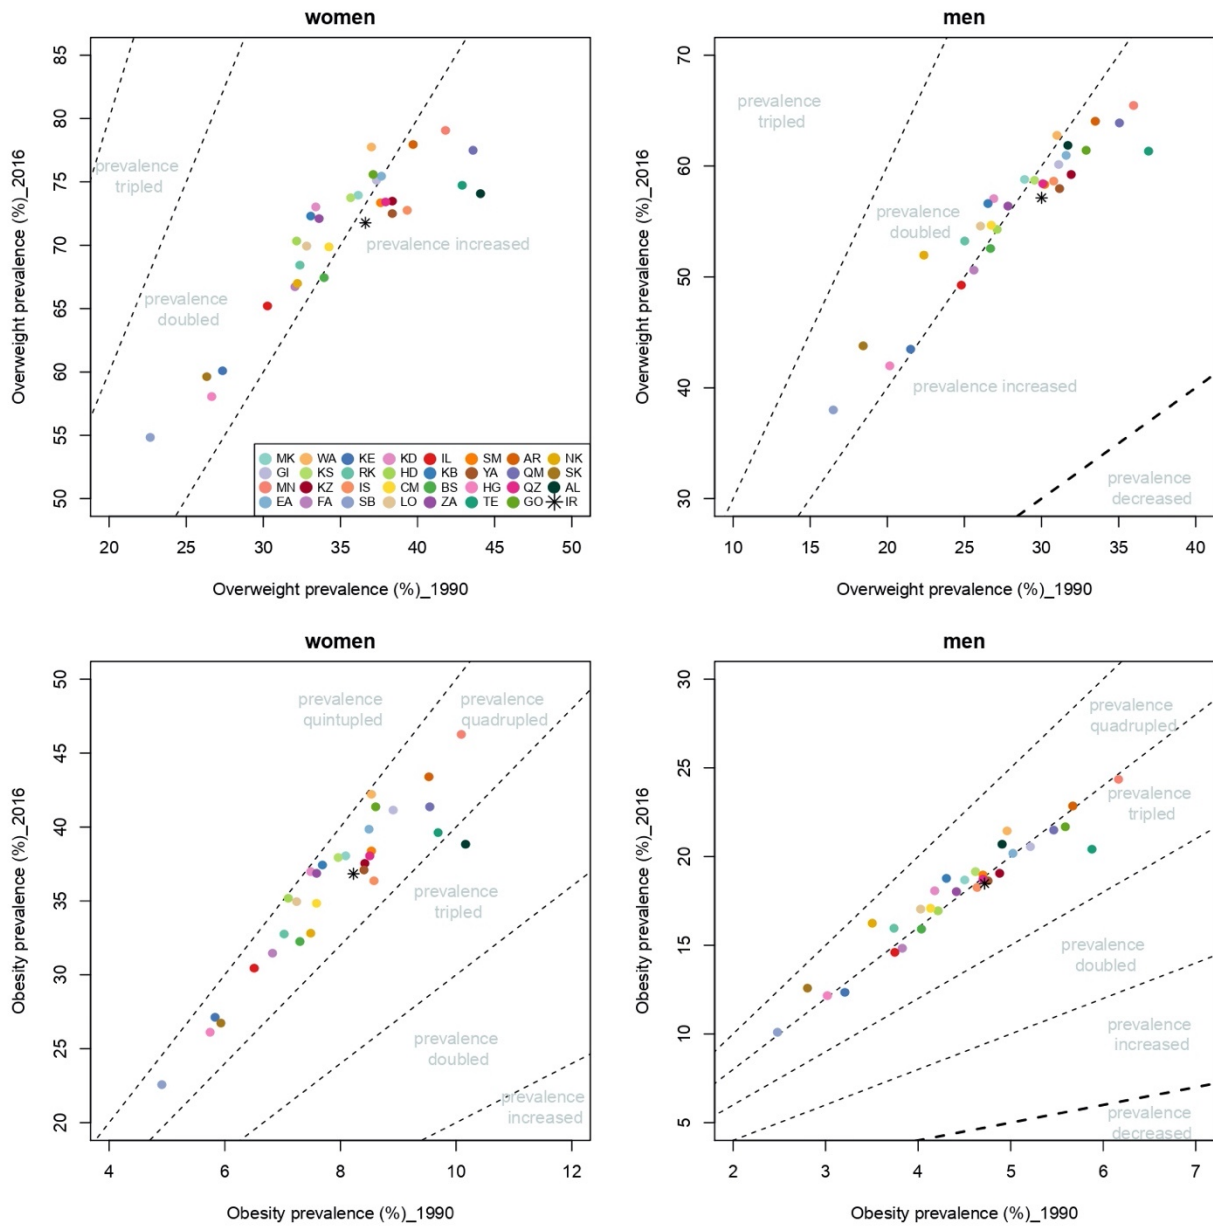 women
85
80
75
70
65
60
55
50
Overweight prevalence (%)_2016
prevalence
tripled
prevalence increased
prevalence
doubled
MK WA KE KD IL SM AR NK
GI KS RK HD KB YA QM SK
MN KZ IS CM BS HG QZ AL
EA FA SB LO ZA TE GO IR
20 25 30 35 40 45 50
Overweight prevalence (%)_1990
men
70
60
50
40
30
Overweight prevalence (%)_2016
prevalence
tripled
prevalence
doubled
prevalence increased
prevalence
decreased
10 15 20 25 30 35 40
Overweight prevalence (%)_1990
women
50
45
40
35
30
25
20
Obesity prevalence (%)_2016
prevalence
quintupled
prevalence
quadrupled
prevalence
tripled
prevalence
doubled
prevalence
increased
4 6 8 10 12
Obesity prevalence (%)_1990
men
30
25
20
15
10
5
Obesity prevalence (%)_2016
prevalence
quadrupled
prevalence
tripled
prevalence
doubled
prevalence
increased
prevalence
decreased
2 3 4 5 6 7
Obesity prevalence (%)_1990